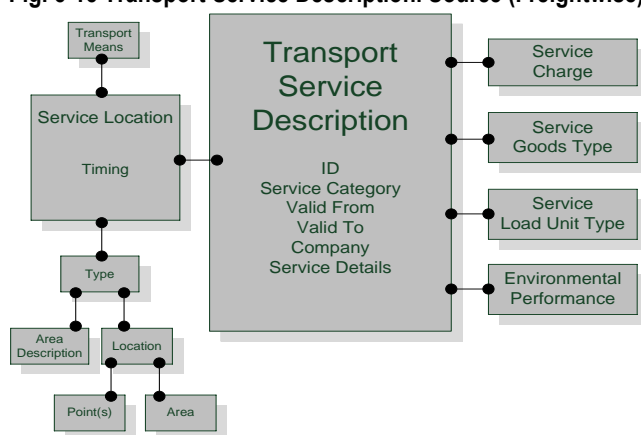 Fig. 3-13 Transport Service Description. Source (Freightwise)
Transport
Means
Service Location
Timing
Type
Area
Description
Location
Point(s)
Area
Transport
Service
Description
ID
Service Category
Valid From
Valid To
Company
Service Details
Service
Charge
Service
Goods Type
Service
Load Unit Type
Environmental
Performance